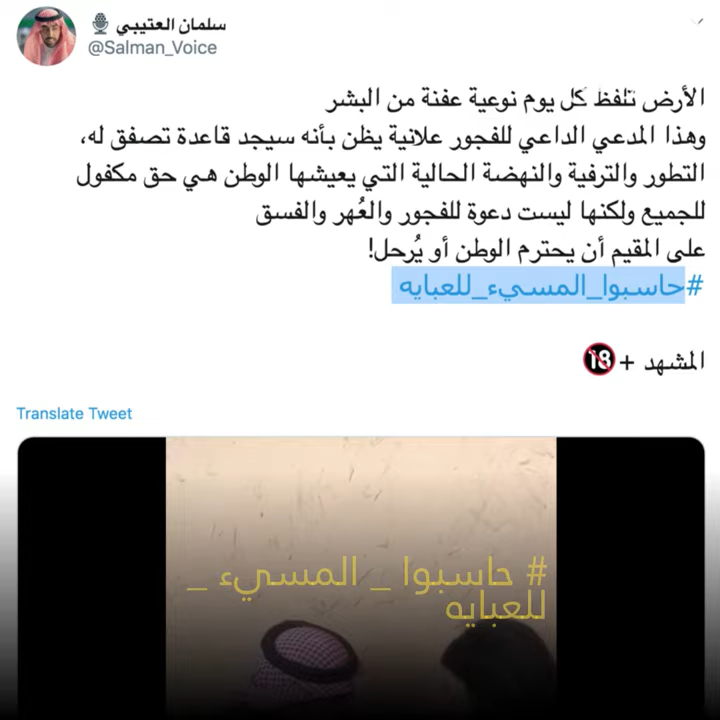 سلمان العتيبي
@Salman_Voice
الأرض تلفظ كل يوم نوعية عفنة من البشر
وهذا المدعي الداعي للفجور علانية يظن بأنه سيجد قاعدة تصفق له،
التطور والترفية والنهضة الحالية التي يعيشها الوطن هي حق مكفول
للجميع ولكنها ليست دعوة للفجور والعُهر والفسق
على المقيم أن يحترم الوطن أو يُرحل!
#حاسبوا_المسيء_للعبايه
المشهد +🔞
Translate Tweet
# حاسبوا _ المسيء _
للعبايه